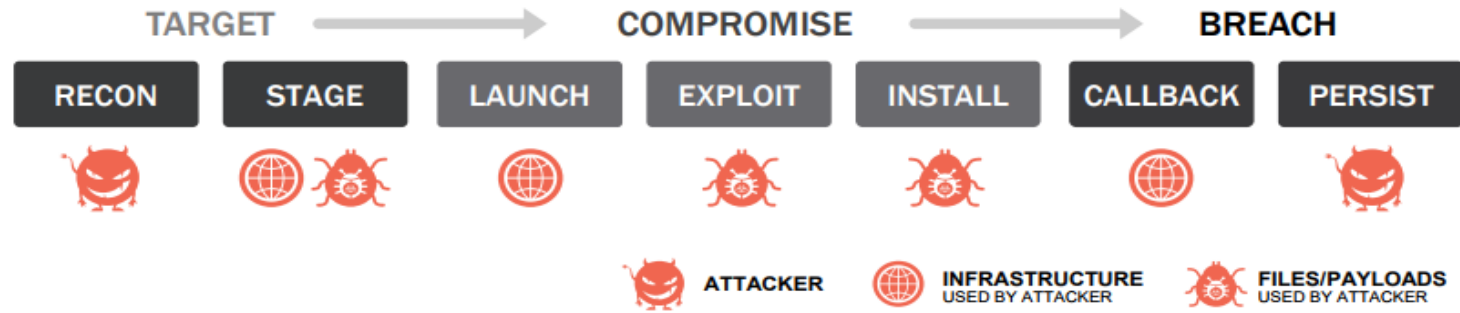 TARGET COMPROMISE BREACH
RECON STAGE LAUNCH EXPLOIT INSTALL CALLBACK PERSIST
ATTACKER
INFRASTRUCTURE
USED BY ATTACKER
FILES/PAYLOADS
USED BY ATTACKER